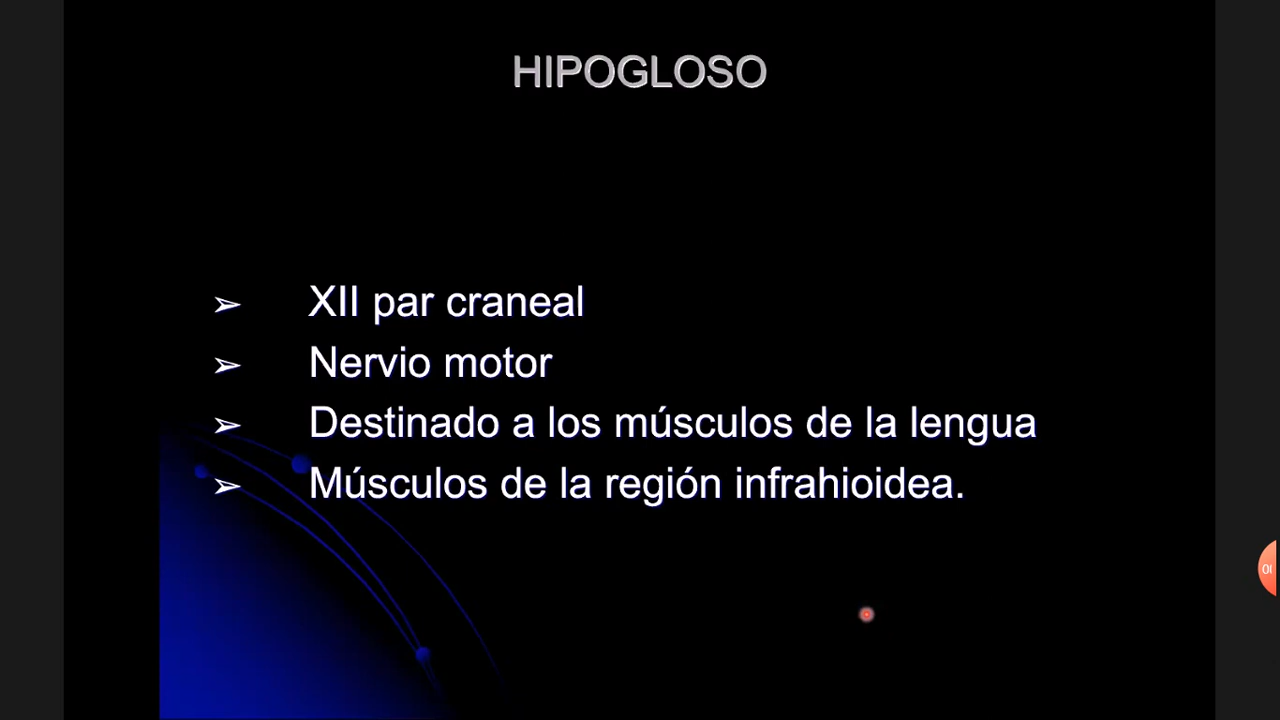 HIPOGLOSO
➢ XII par craneal
➢ Nervio motor
➢ Destinado a los músculos de la lengua
➢ Músculos de la región infrahioidea.